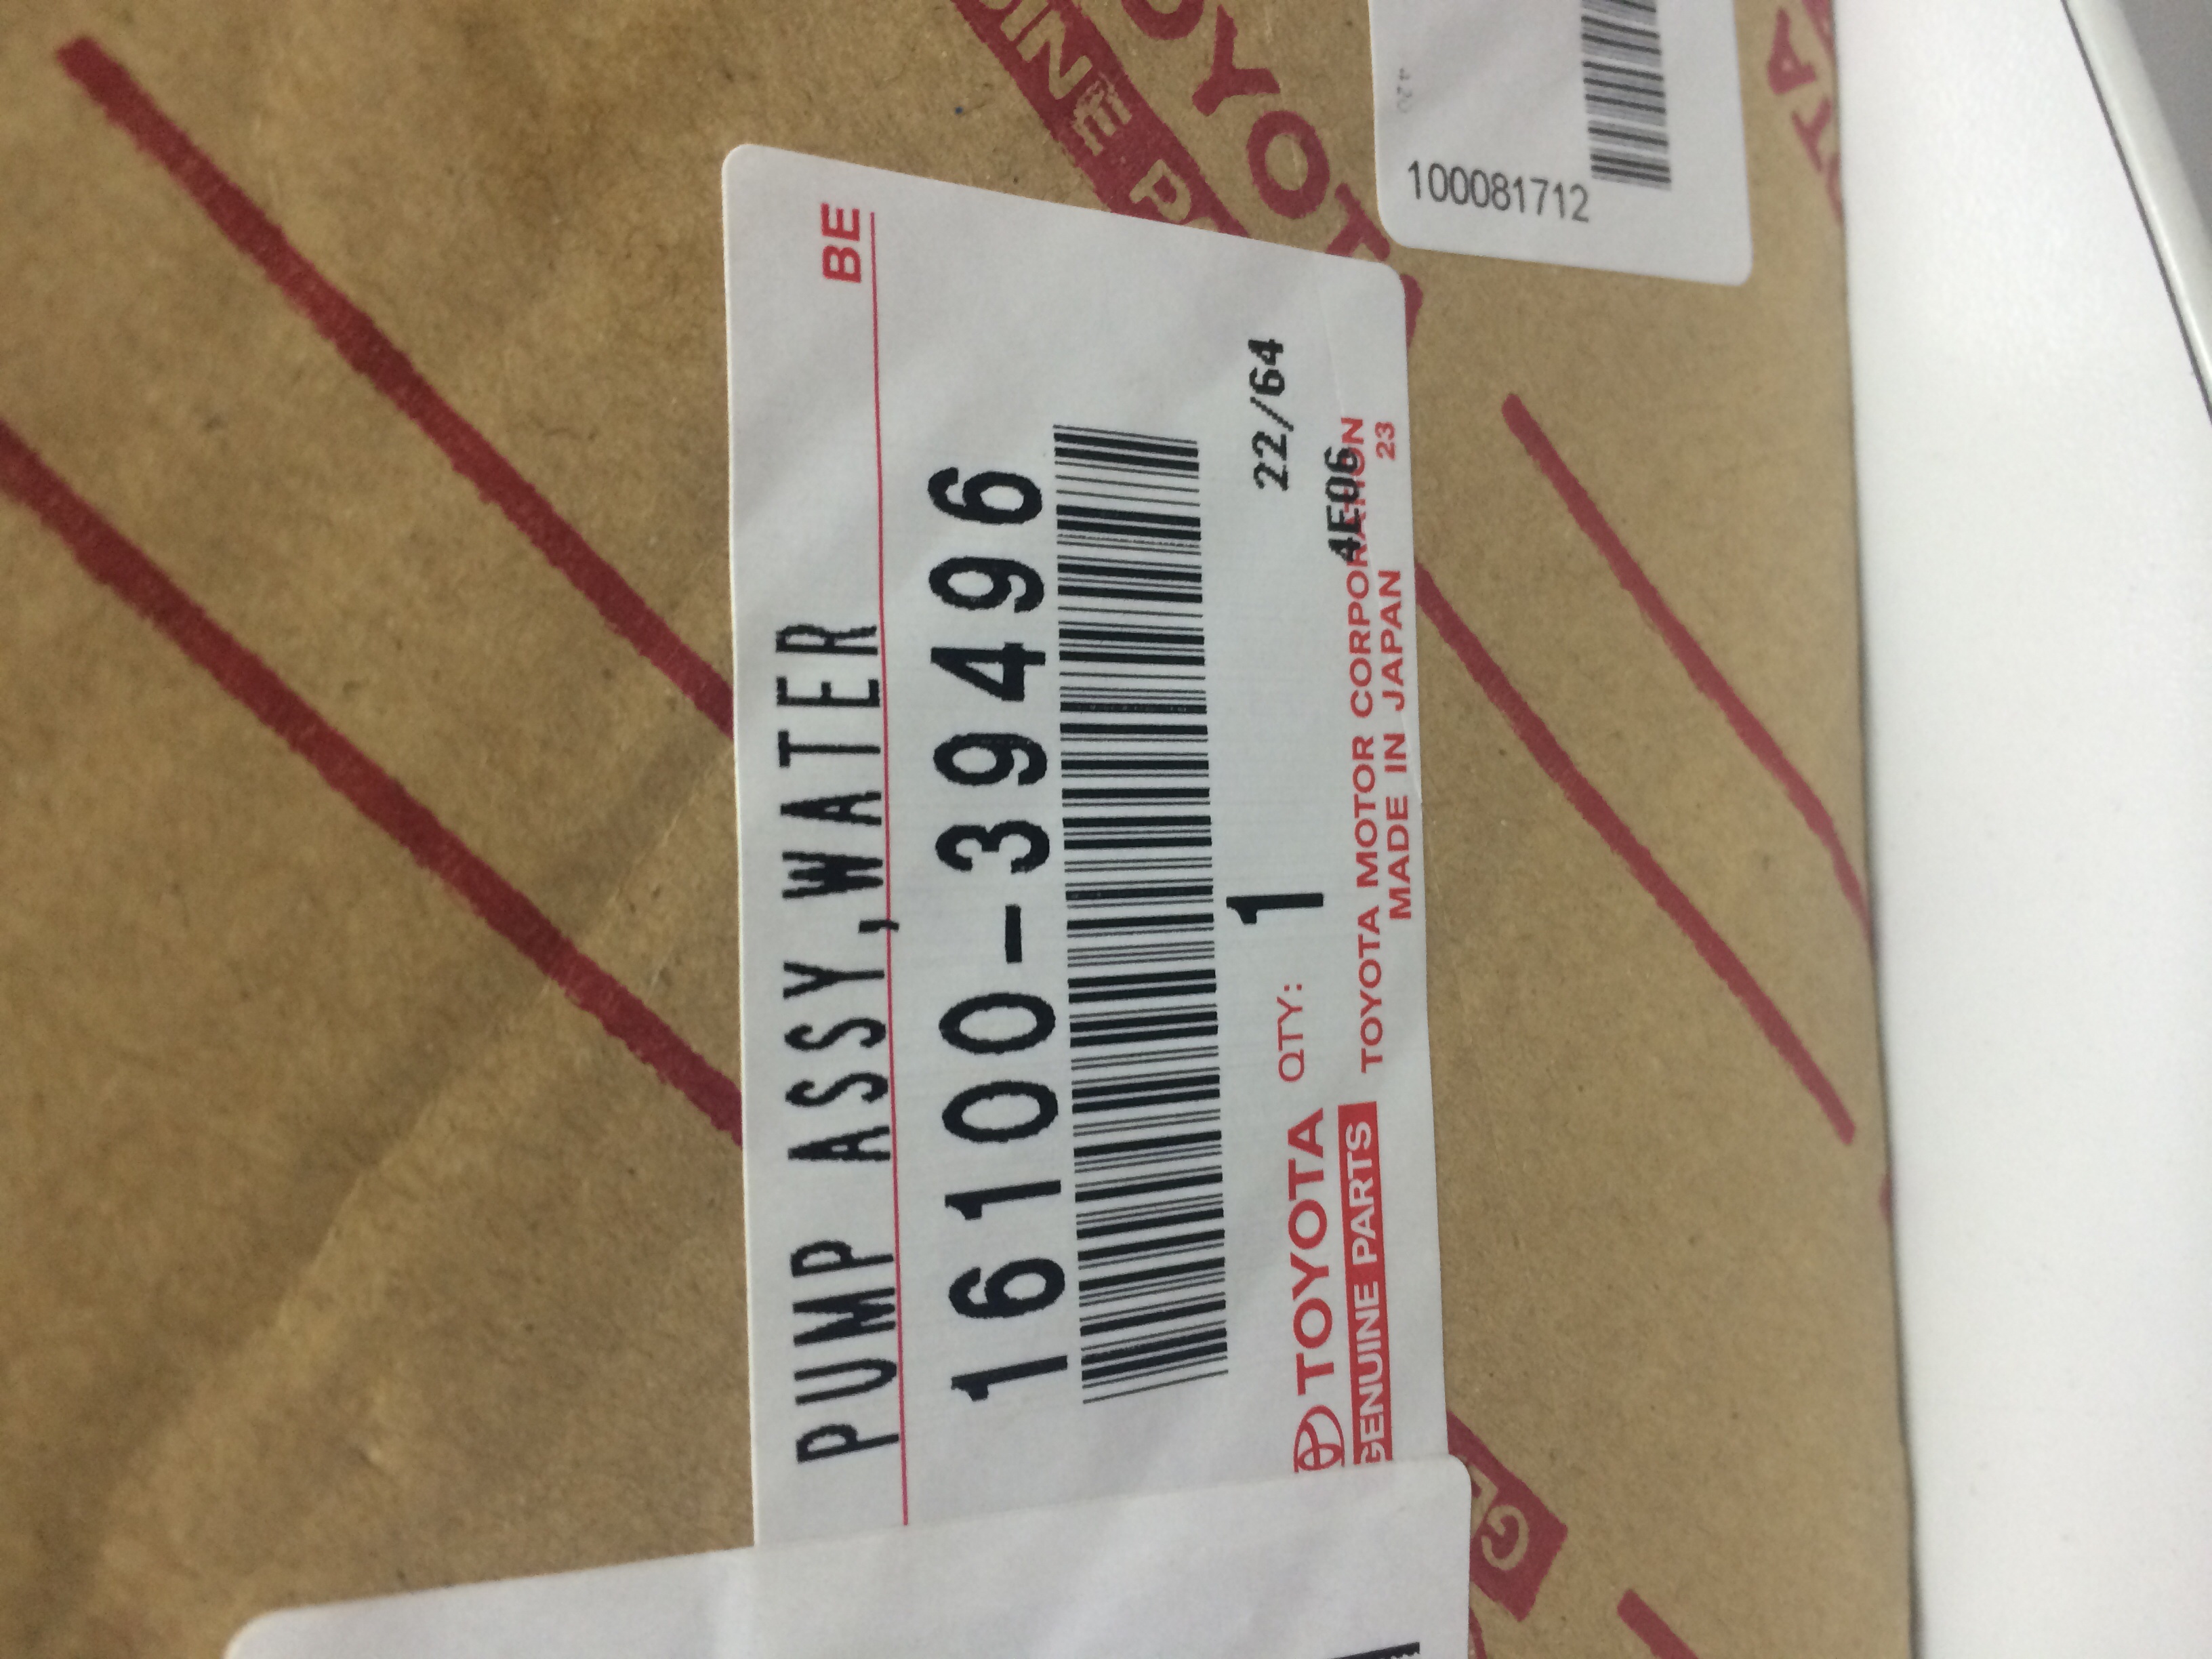 BE
PUMP ASSY,WATER
16100-39496
QTY: 1
22/64
4E06
TOYOTA
GENUINE PARTS
TOYOTA MOTOR CORPORATION
MADE IN JAPAN 23
100081712